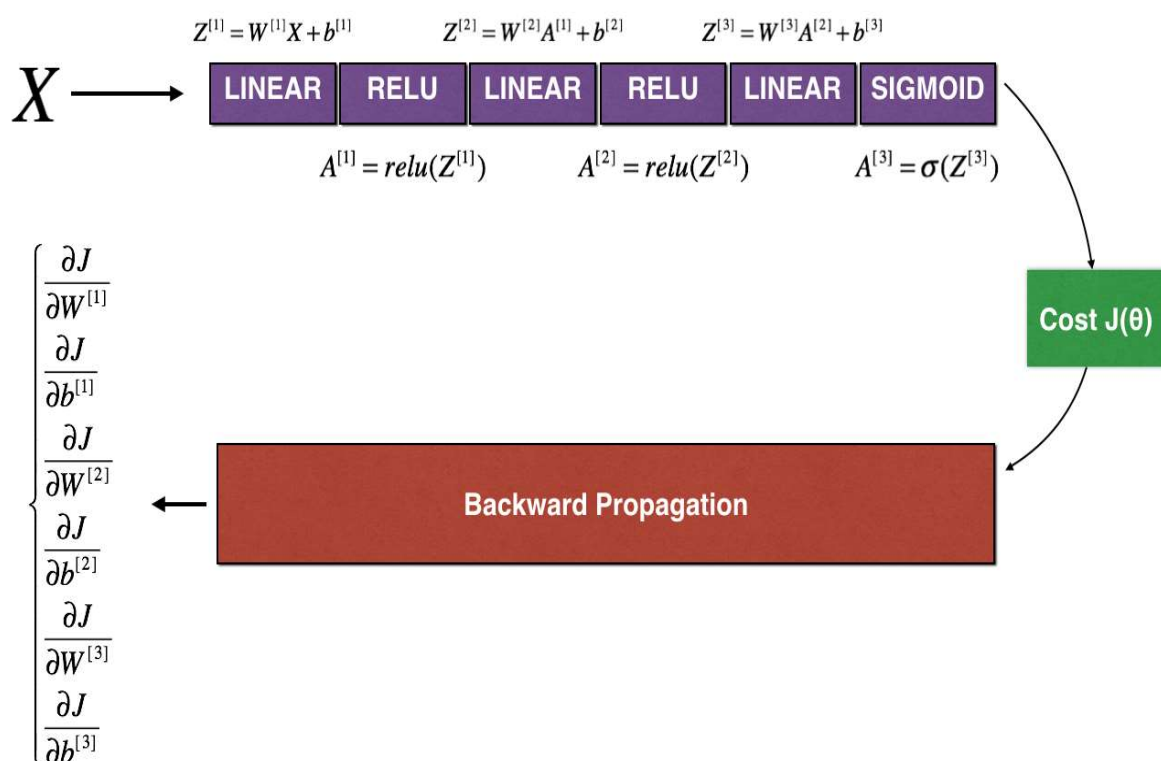 Z^{[1]} = W^{[1]}X + b^{[1]} Z^{[2]} = W^{[2]}A^{[1]} + b^{[2]} Z^{[3]} = W^{[3]}A^{[2]} + b^{[3]}
X LINEAR RELU LINEAR RELU LINEAR SIGMOID
A^{[1]} = relu(Z^{[1]}) A^{[2]} = relu(Z^{[2]}) A^{[3]} = σ(Z^{[3]})
Cost J(θ)
Backward Propagation
∂J
∂W^{[1]}
∂J
∂b^{[1]}
∂J
∂W^{[2]}
∂J
∂b^{[2]}
∂J
∂W^{[3]}
∂J
∂b^{[3]}